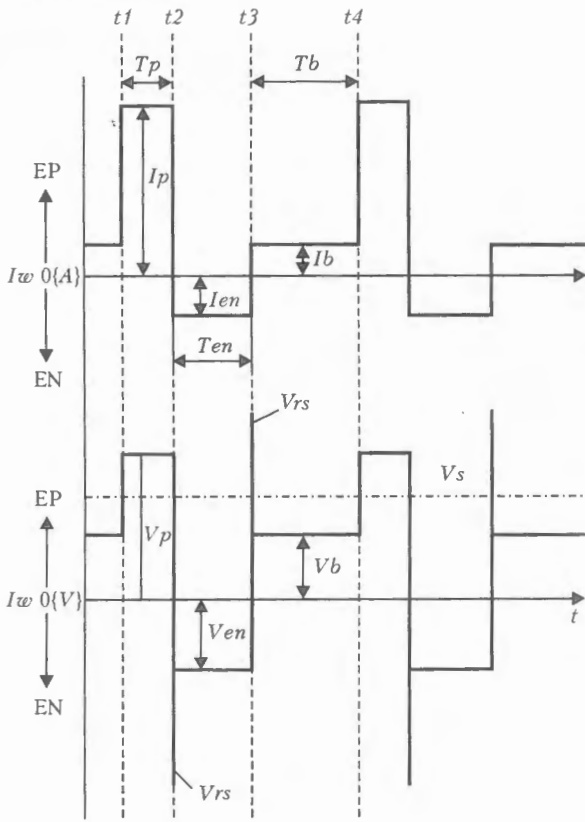 t1 t2 t3 t4
Tp Tb
EP
Ip
Ib
Iw 0{A}
Ien
Ten
EN
Vrs
EP
Vs
Vp
Vb
Iw 0{V}
t
Ven
EN
Vrs